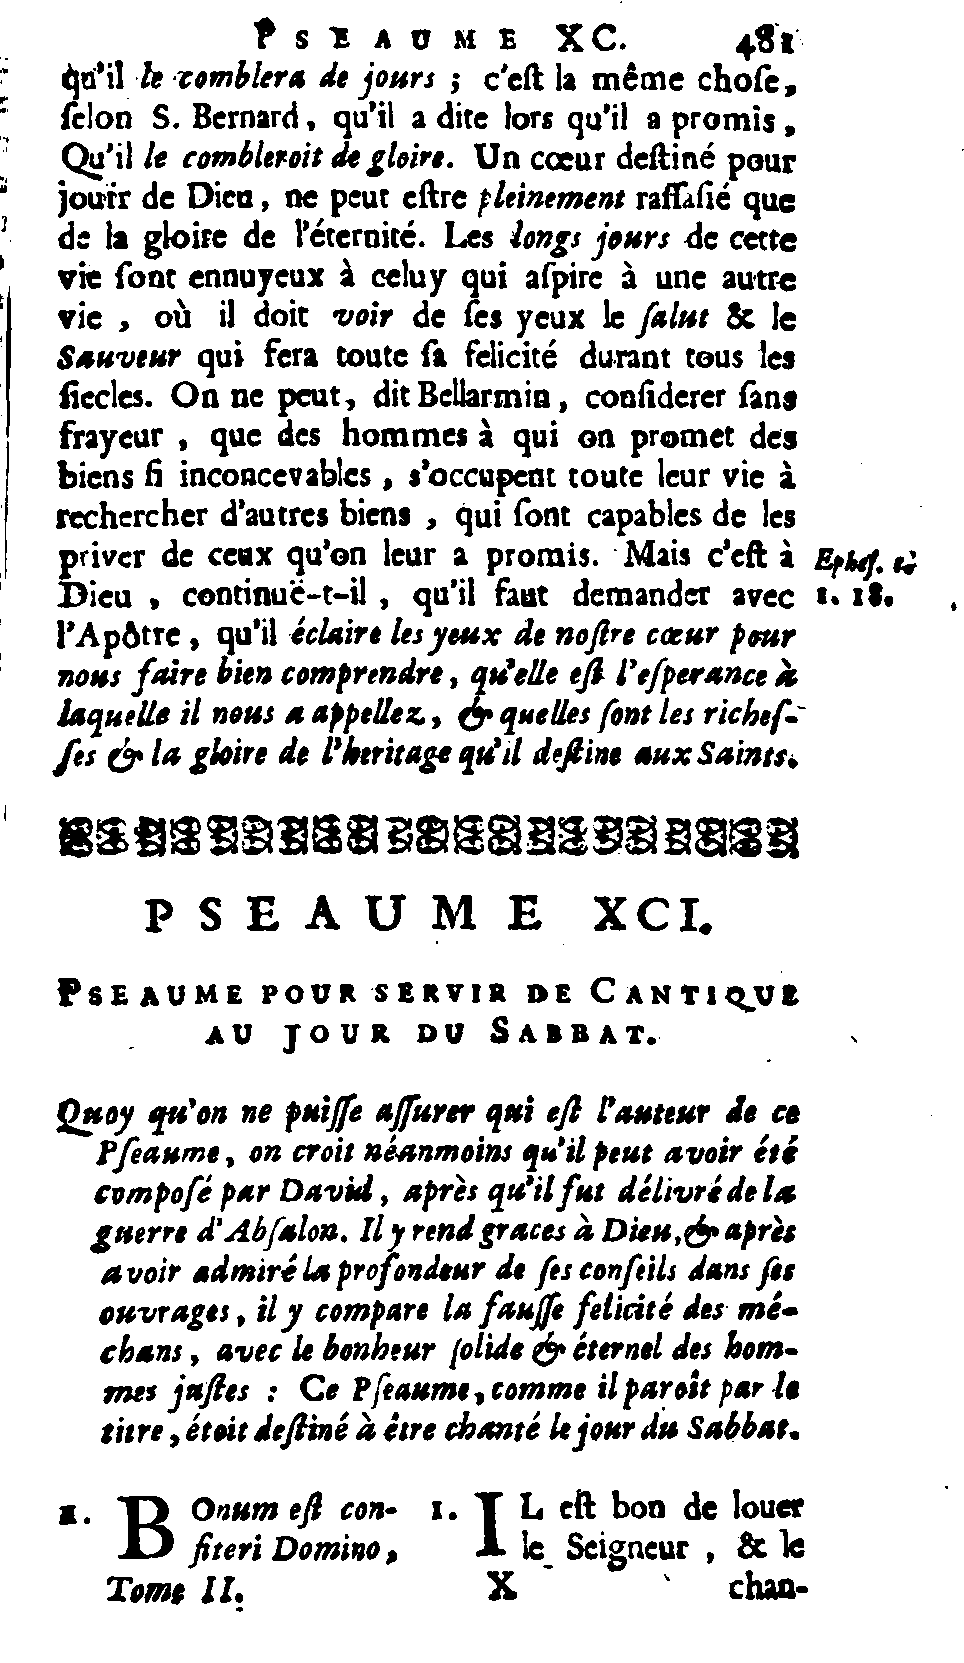 PSEAUME XC. 481
qu'il le comblera de jours ; c'eſt la même choſe,
ſelon S. Bernard, qu'il a dite lors qu'il a promis,
Qu'il le combleroit de gloire. Un cœur deſtiné pour
jouir de Dieu, ne peut eſtre pleinement raſſaſié que
de la gloire de l'éternité. Les longs jours de cette
vie ſont ennuyeux à celuy qui aſpire à une autre
vie , où il doit voir de ſes yeux le ſalut & le
Sauveur qui fera toute ſa felicité durant tous les
ſiecles. On ne peut, dit Bellarmin, conſiderer ſans
frayeur , que des hommes à qui on promet des
biens ſi inconcevables , s'occupent toute leur vie à
rechercher d'autres biens , qui ſont capables de les
priver de ceux qu'on leur a promis. Mais c'eſt à
Dieu , continuë-t-il , qu'il faut demander avec
l'Apôtre, qu'il éclaire les yeux de noſtre cœur pour
nous faire bien comprendre, qu'elle eſt l'eſperance à
laquelle il nous a appellez, & quelles ſont les richeſ-
ſes & la gloire de l'heritage qu'il deſtine aux Saints.
Epheſ.
1. 18.
PSEAUME XCI.
PSEAUME POUR SERVIR DE CANTIQUE
AU JOUR DU SABBAT.
Quoy qu'on ne puiſſe aſſurer qui eſt l'auteur de ce
Pſeaume, on croit néanmoins qu'il peut avoir été
compoſé par David, après qu'il fut délivré de la
guerre d'Abſalon. Il y rend graces à Dieu, & après
avoir admiré la profondeur de ſes conſeils dans ſes
ouvrages, il y compare la fauſſe felicité des mé-
chans, avec le bonheur ſolide & éternel des hom-
mes juſtes : Ce Pſeaume, comme il paroît par le
titre, étoit deſtiné à être chanté le jour du Sabbat.
1. BOnum eſt con-
fiteri Domino,
1. IL eſt bon de louer
le Seigneur , & le
Tome II. X chan-